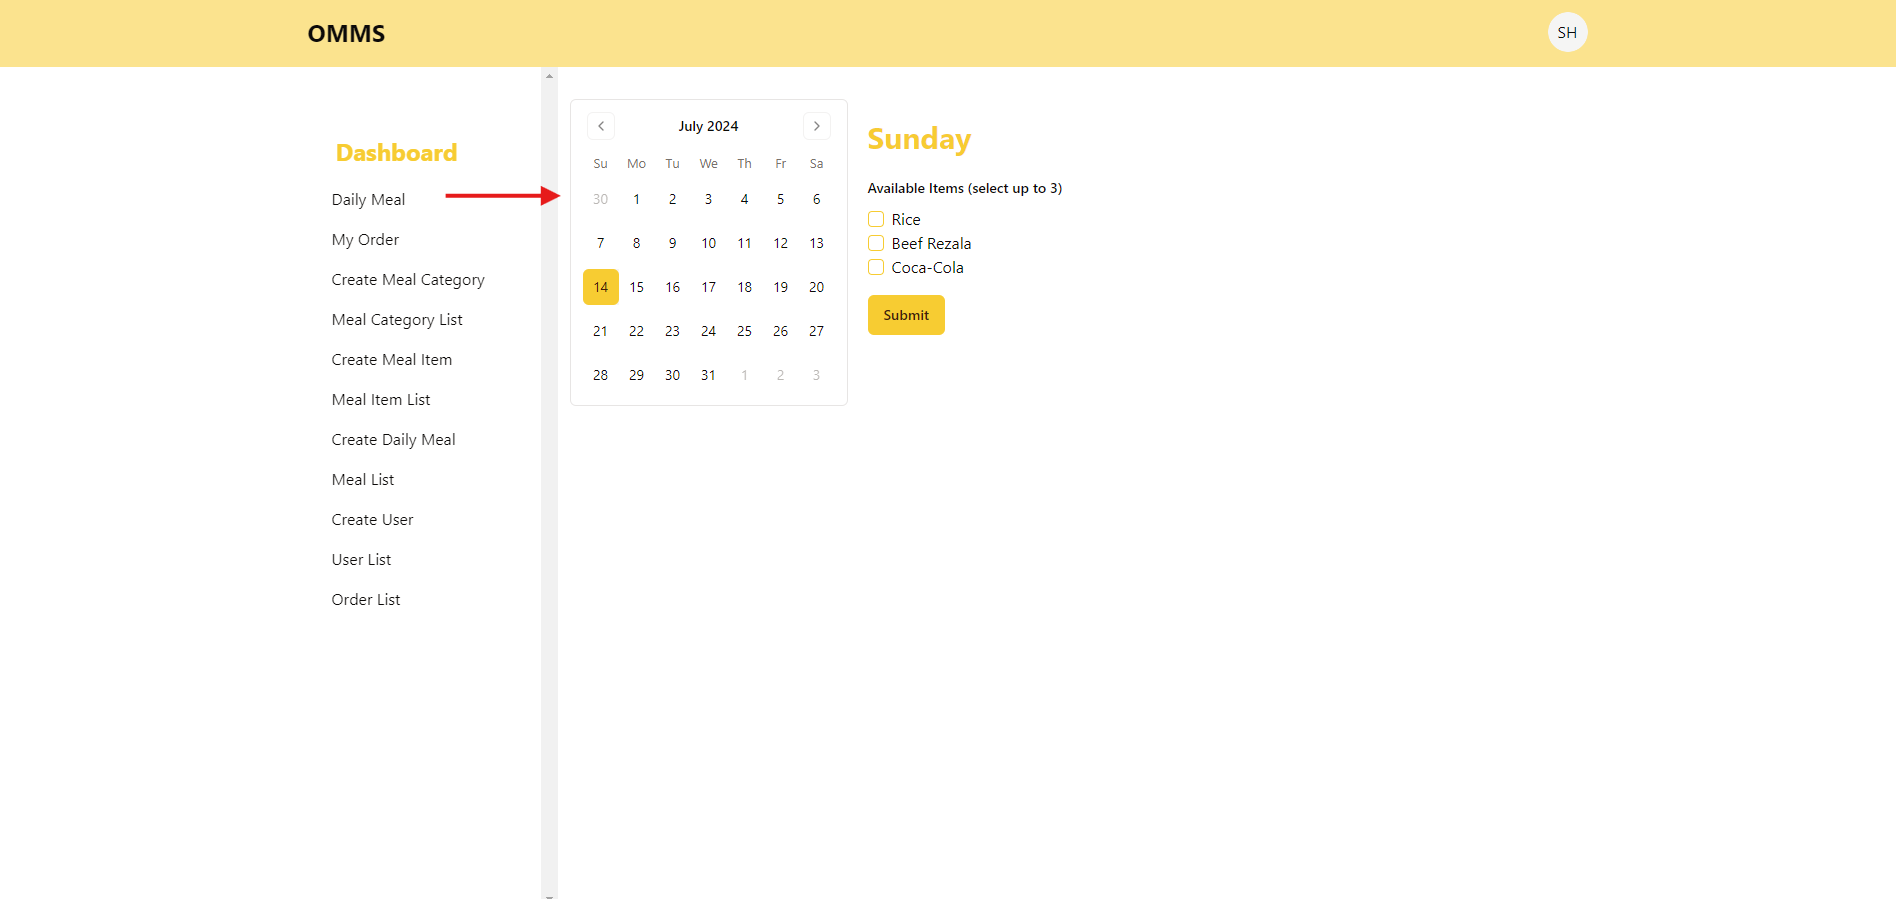 OMMS
SH
Dashboard
Daily Meal
My Order
Create Meal Category
Meal Category List
Create Meal Item
Meal Item List
Create Daily Meal
Meal List
Create User
User List
Order List
July 2024
Su Mo Tu We Th Fr Sa
30 1 2 3 4 5 6
7 8 9 10 11 12 13
14 15 16 17 18 19 20
21 22 23 24 25 26 27
28 29 30 31 1 2 3
Sunday
Available Items (select up to 3)
Rice
Beef Rezala
Coca-Cola
Submit